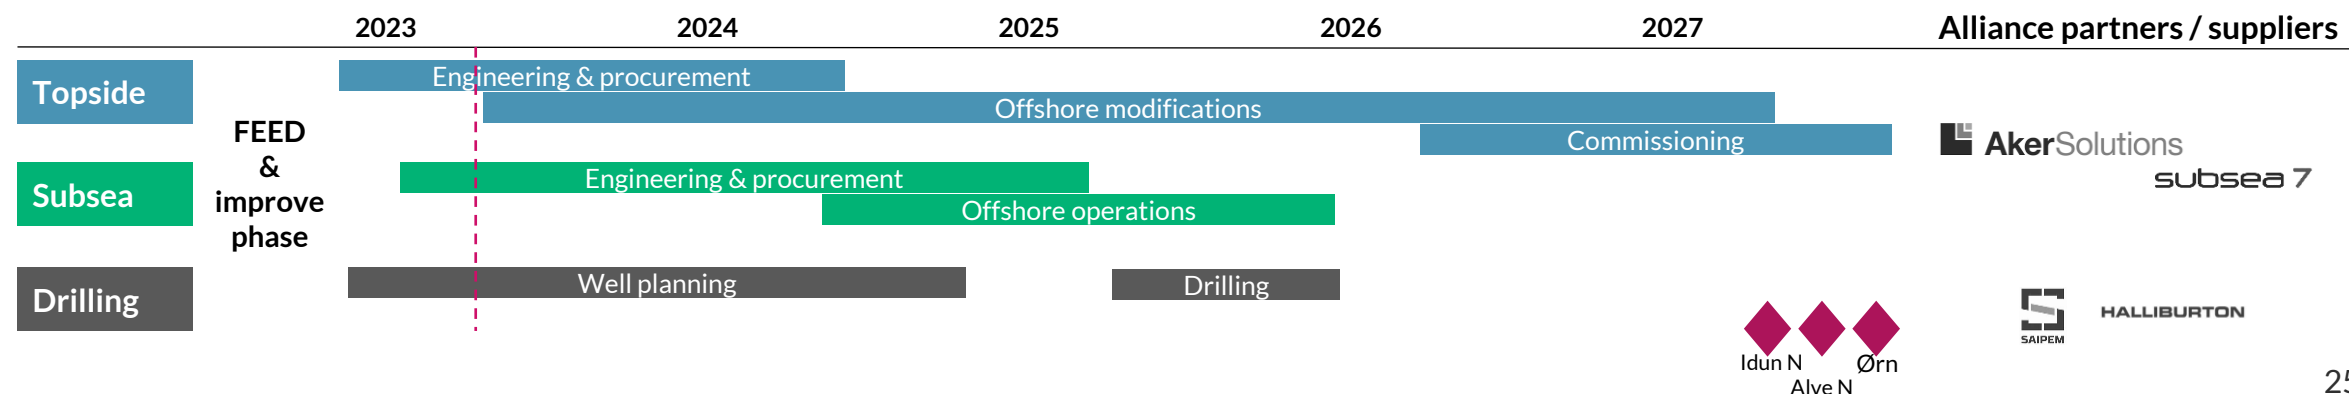 2023 2024 2025 2026 2027 Alliance partners / suppliers
Topside
Engineering & procurement
Offshore modifications
Commissioning
FEED
&
improve
phase
AkerSolutions
subsea 7
Subsea
Engineering & procurement
Offshore operations
Drilling
Well planning
Drilling
SAIPEM
HALLIBURTON
Idun N
Alve N
Ørn
25